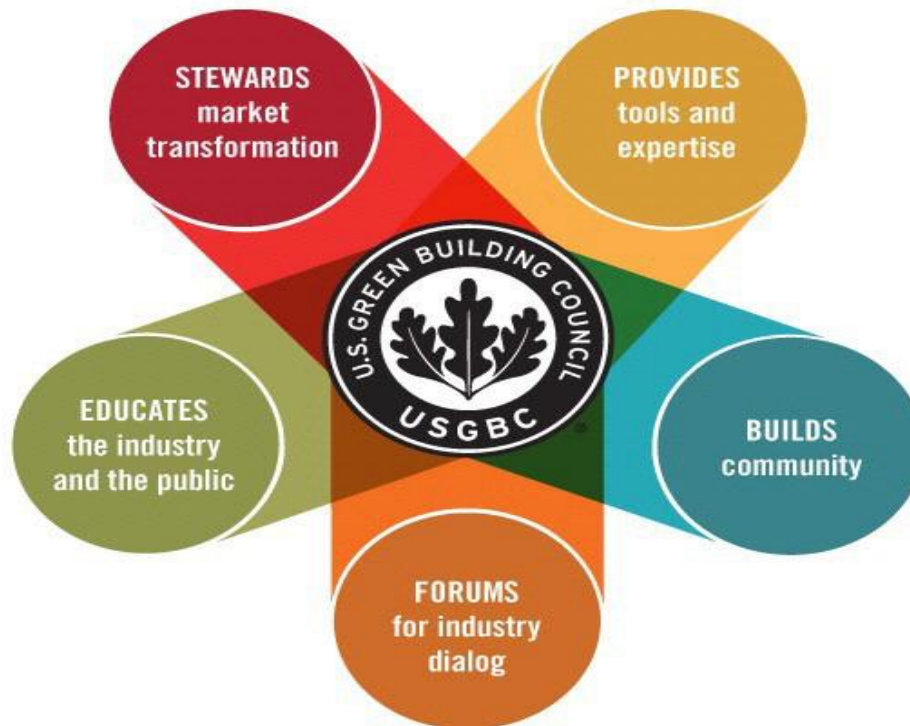 STEWARDS
market
transformation
PROVIDES
tools and
expertise
U.S. GREEN BUILDING COUNCIL
USGBC
®
EDUCATES
the industry
and the public
BUILDS
community
FORUMS
for industry
dialog